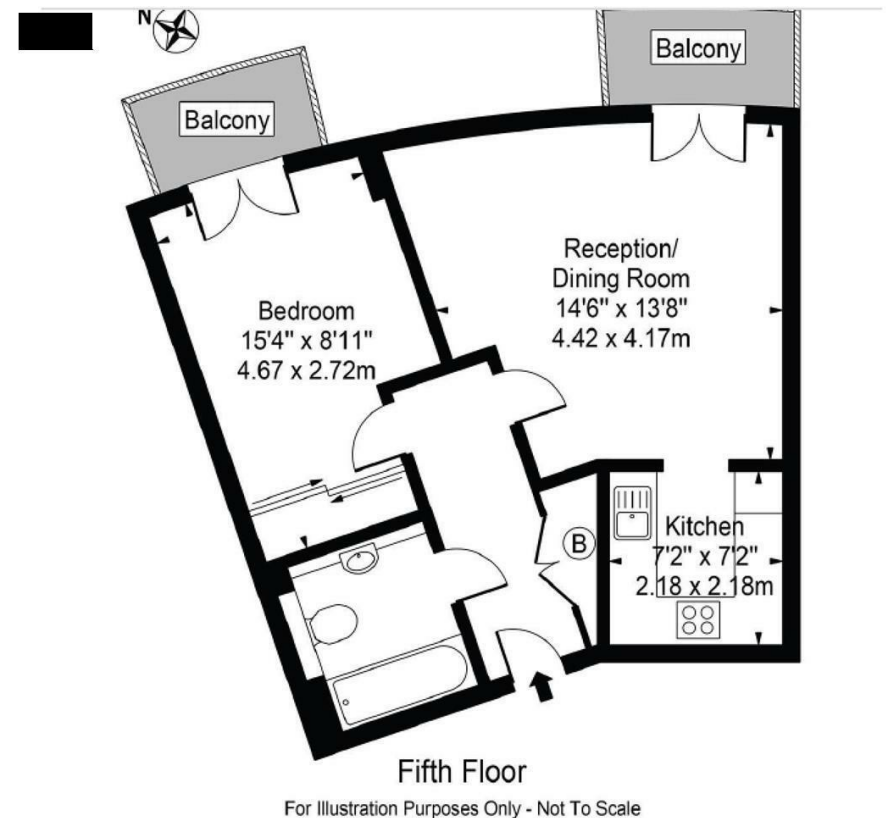 N
Balcony
Balcony
Reception/
Dining Room
14'6" x 13'8"
4.42 x 4.17m
Bedroom
15'4" x 8'11"
4.67 x 2.72m
B
Kitchen
7'2" x 7'2"
2.18 x 2.18m
Fifth Floor
For Illustration Purposes Only - Not To Scale